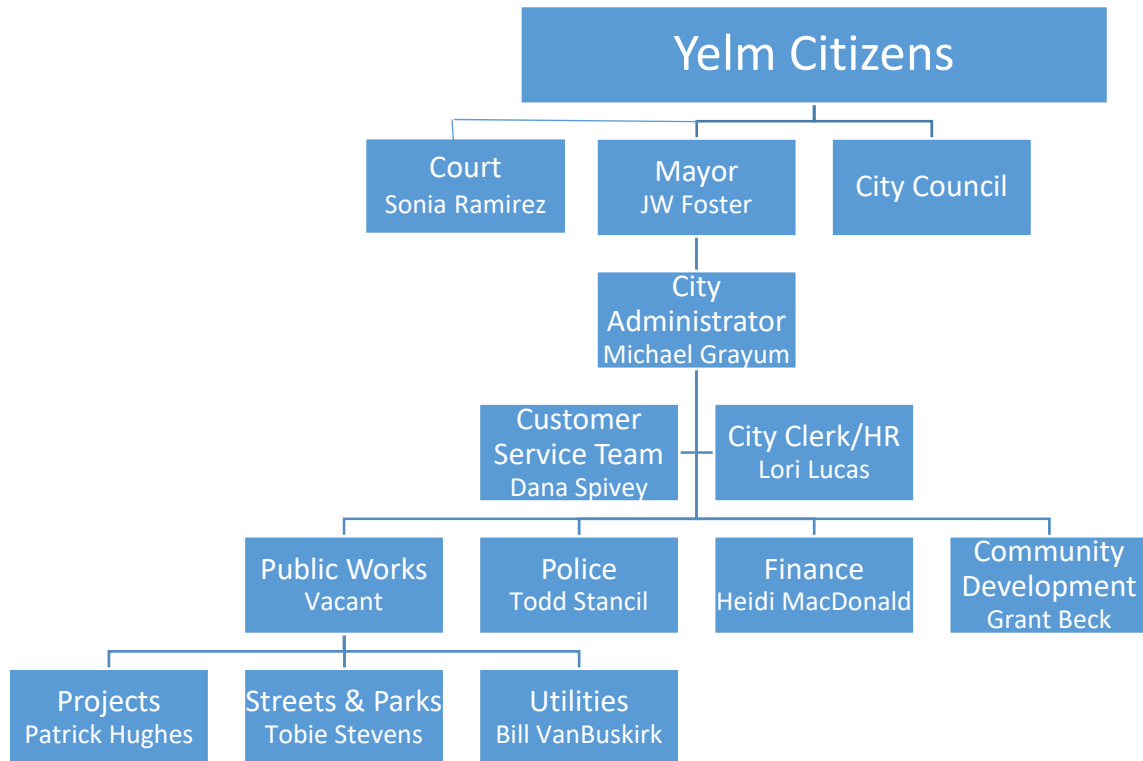 Yelm Citizens
Court
Sonia Ramirez
Mayor
JW Foster
City Council
City
Administrator
Michael Grayum
Customer
Service Team
Dana Spivey
City Clerk/HR
Lori Lucas
Public Works
Vacant
Police
Todd Stancil
Finance
Heidi MacDonald
Community
Development
Grant Beck
Projects
Patrick Hughes
Streets & Parks
Tobie Stevens
Utilities
Bill VanBuskirk